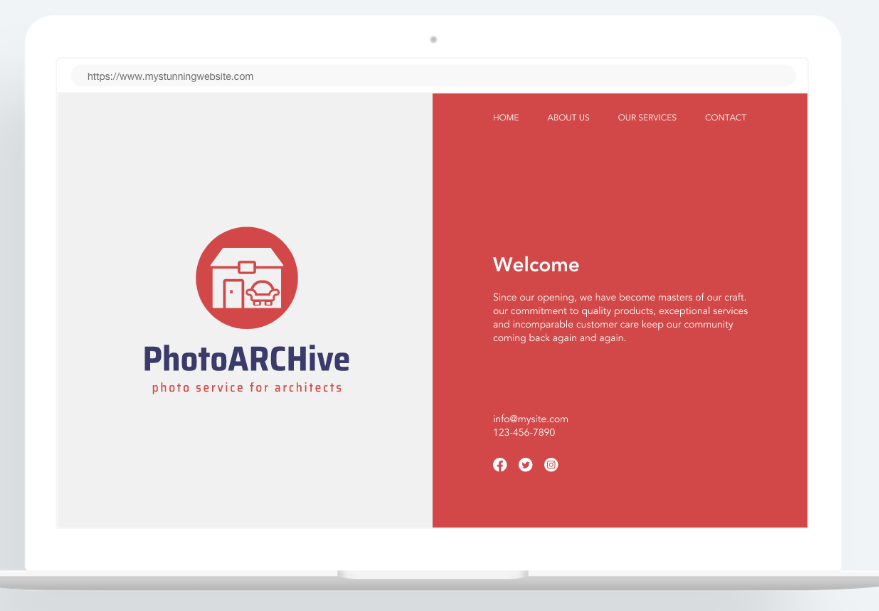 https://www.mystunningwebsite.com
HOME ABOUT US OUR SERVICES CONTACT
PhotoARCHive
photo service for architects
Welcome
Since our opening, we have become masters of our craft.
our commitment to quality products, exceptional services
and incomparable customer care keep our community
coming back again and again.
info@mysite.com
123-456-7890